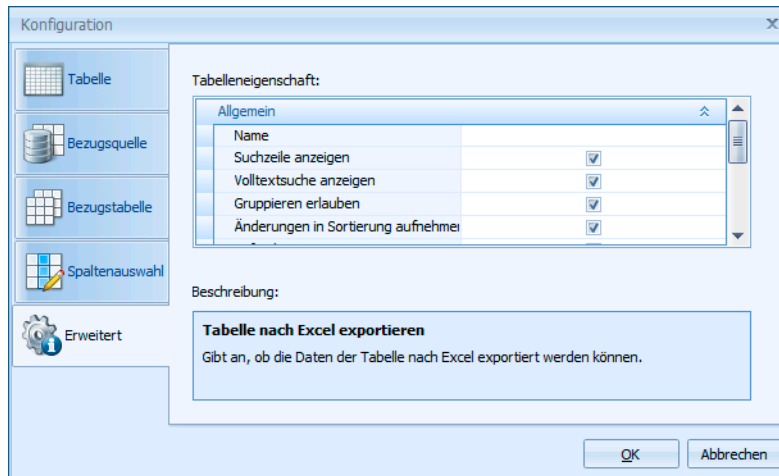 Konfiguration
Tabelle
Bezugsquelle
Bezugstabelle
Spaltenauswahl
Erweitert
Tabelleneigenschaft:
Allgemein
Name
Suchzeile anzeigen
Volltextsuche anzeigen
Gruppieren erlauben
Änderungen in Sortierung
Beschreibung:
Tabelle nach Excel exportieren
Gibt an, ob die Daten der Tabelle nach Excel exportiert werden können.
OK
Abbrechen